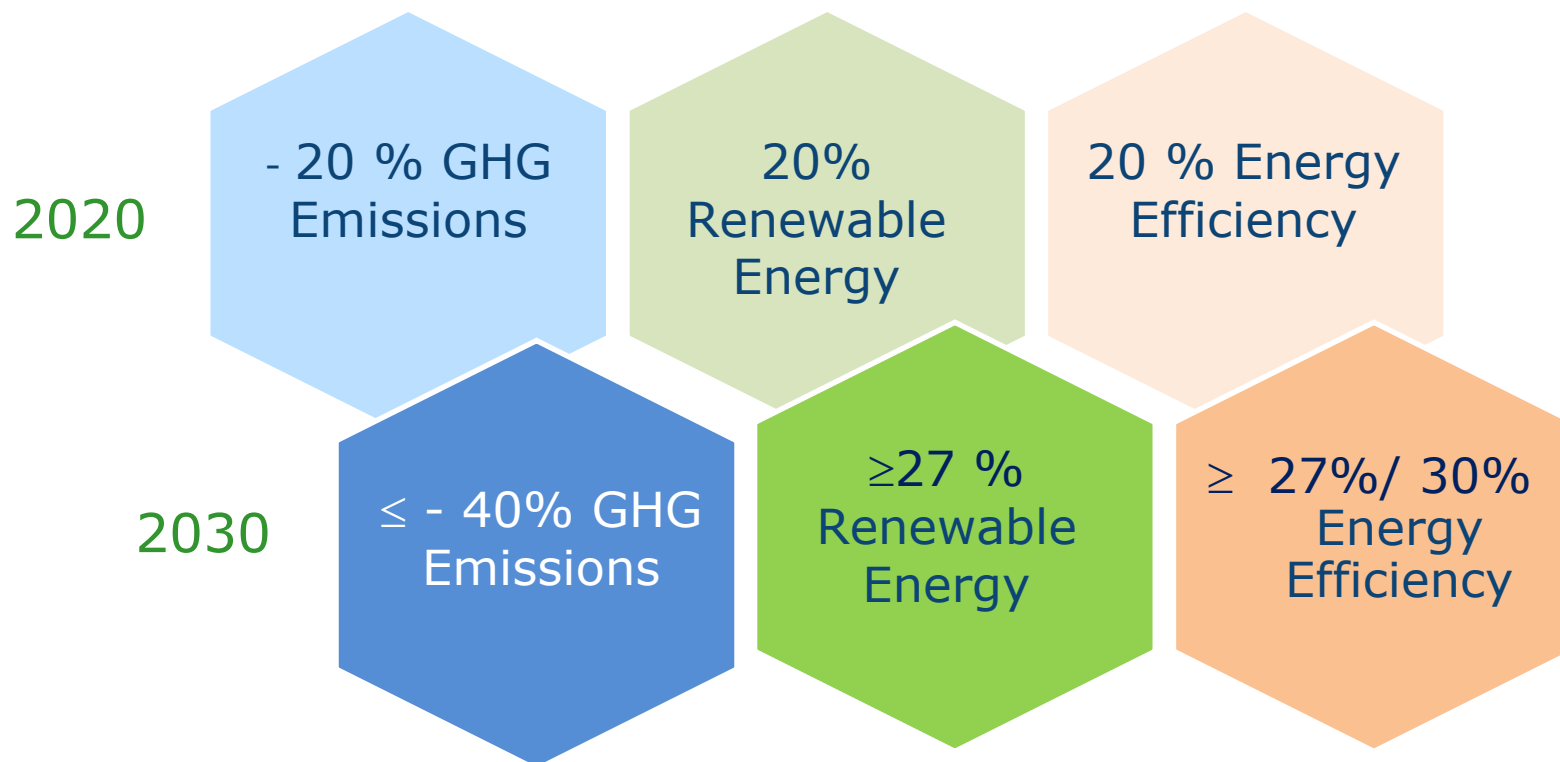 2020
- 20 % GHG
Emissions
20%
Renewable
Energy
20 % Energy
Efficiency
2030
≤ - 40% GHG
Emissions
≥27 %
Renewable
Energy
≥ 27%/ 30%
Energy
Efficiency